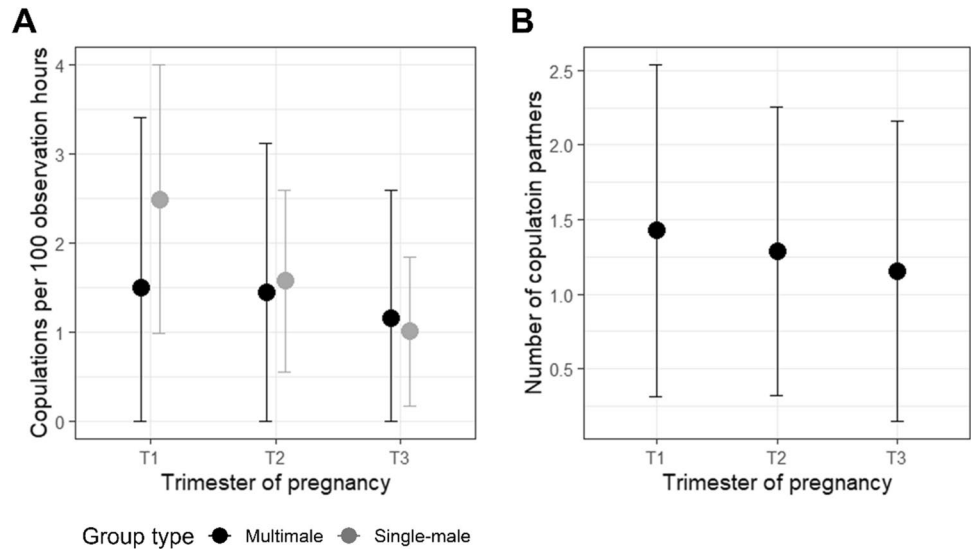 A
Copulations per 100 observation hours
4
3
2
1
0
T1 T2 T3
Trimester of pregnancy
B
Number of copulatoin partners
2.5
2.0
1.5
1.0
0.5
T1 T2 T3
Trimester of pregnancy
Group type Multimale Single-male